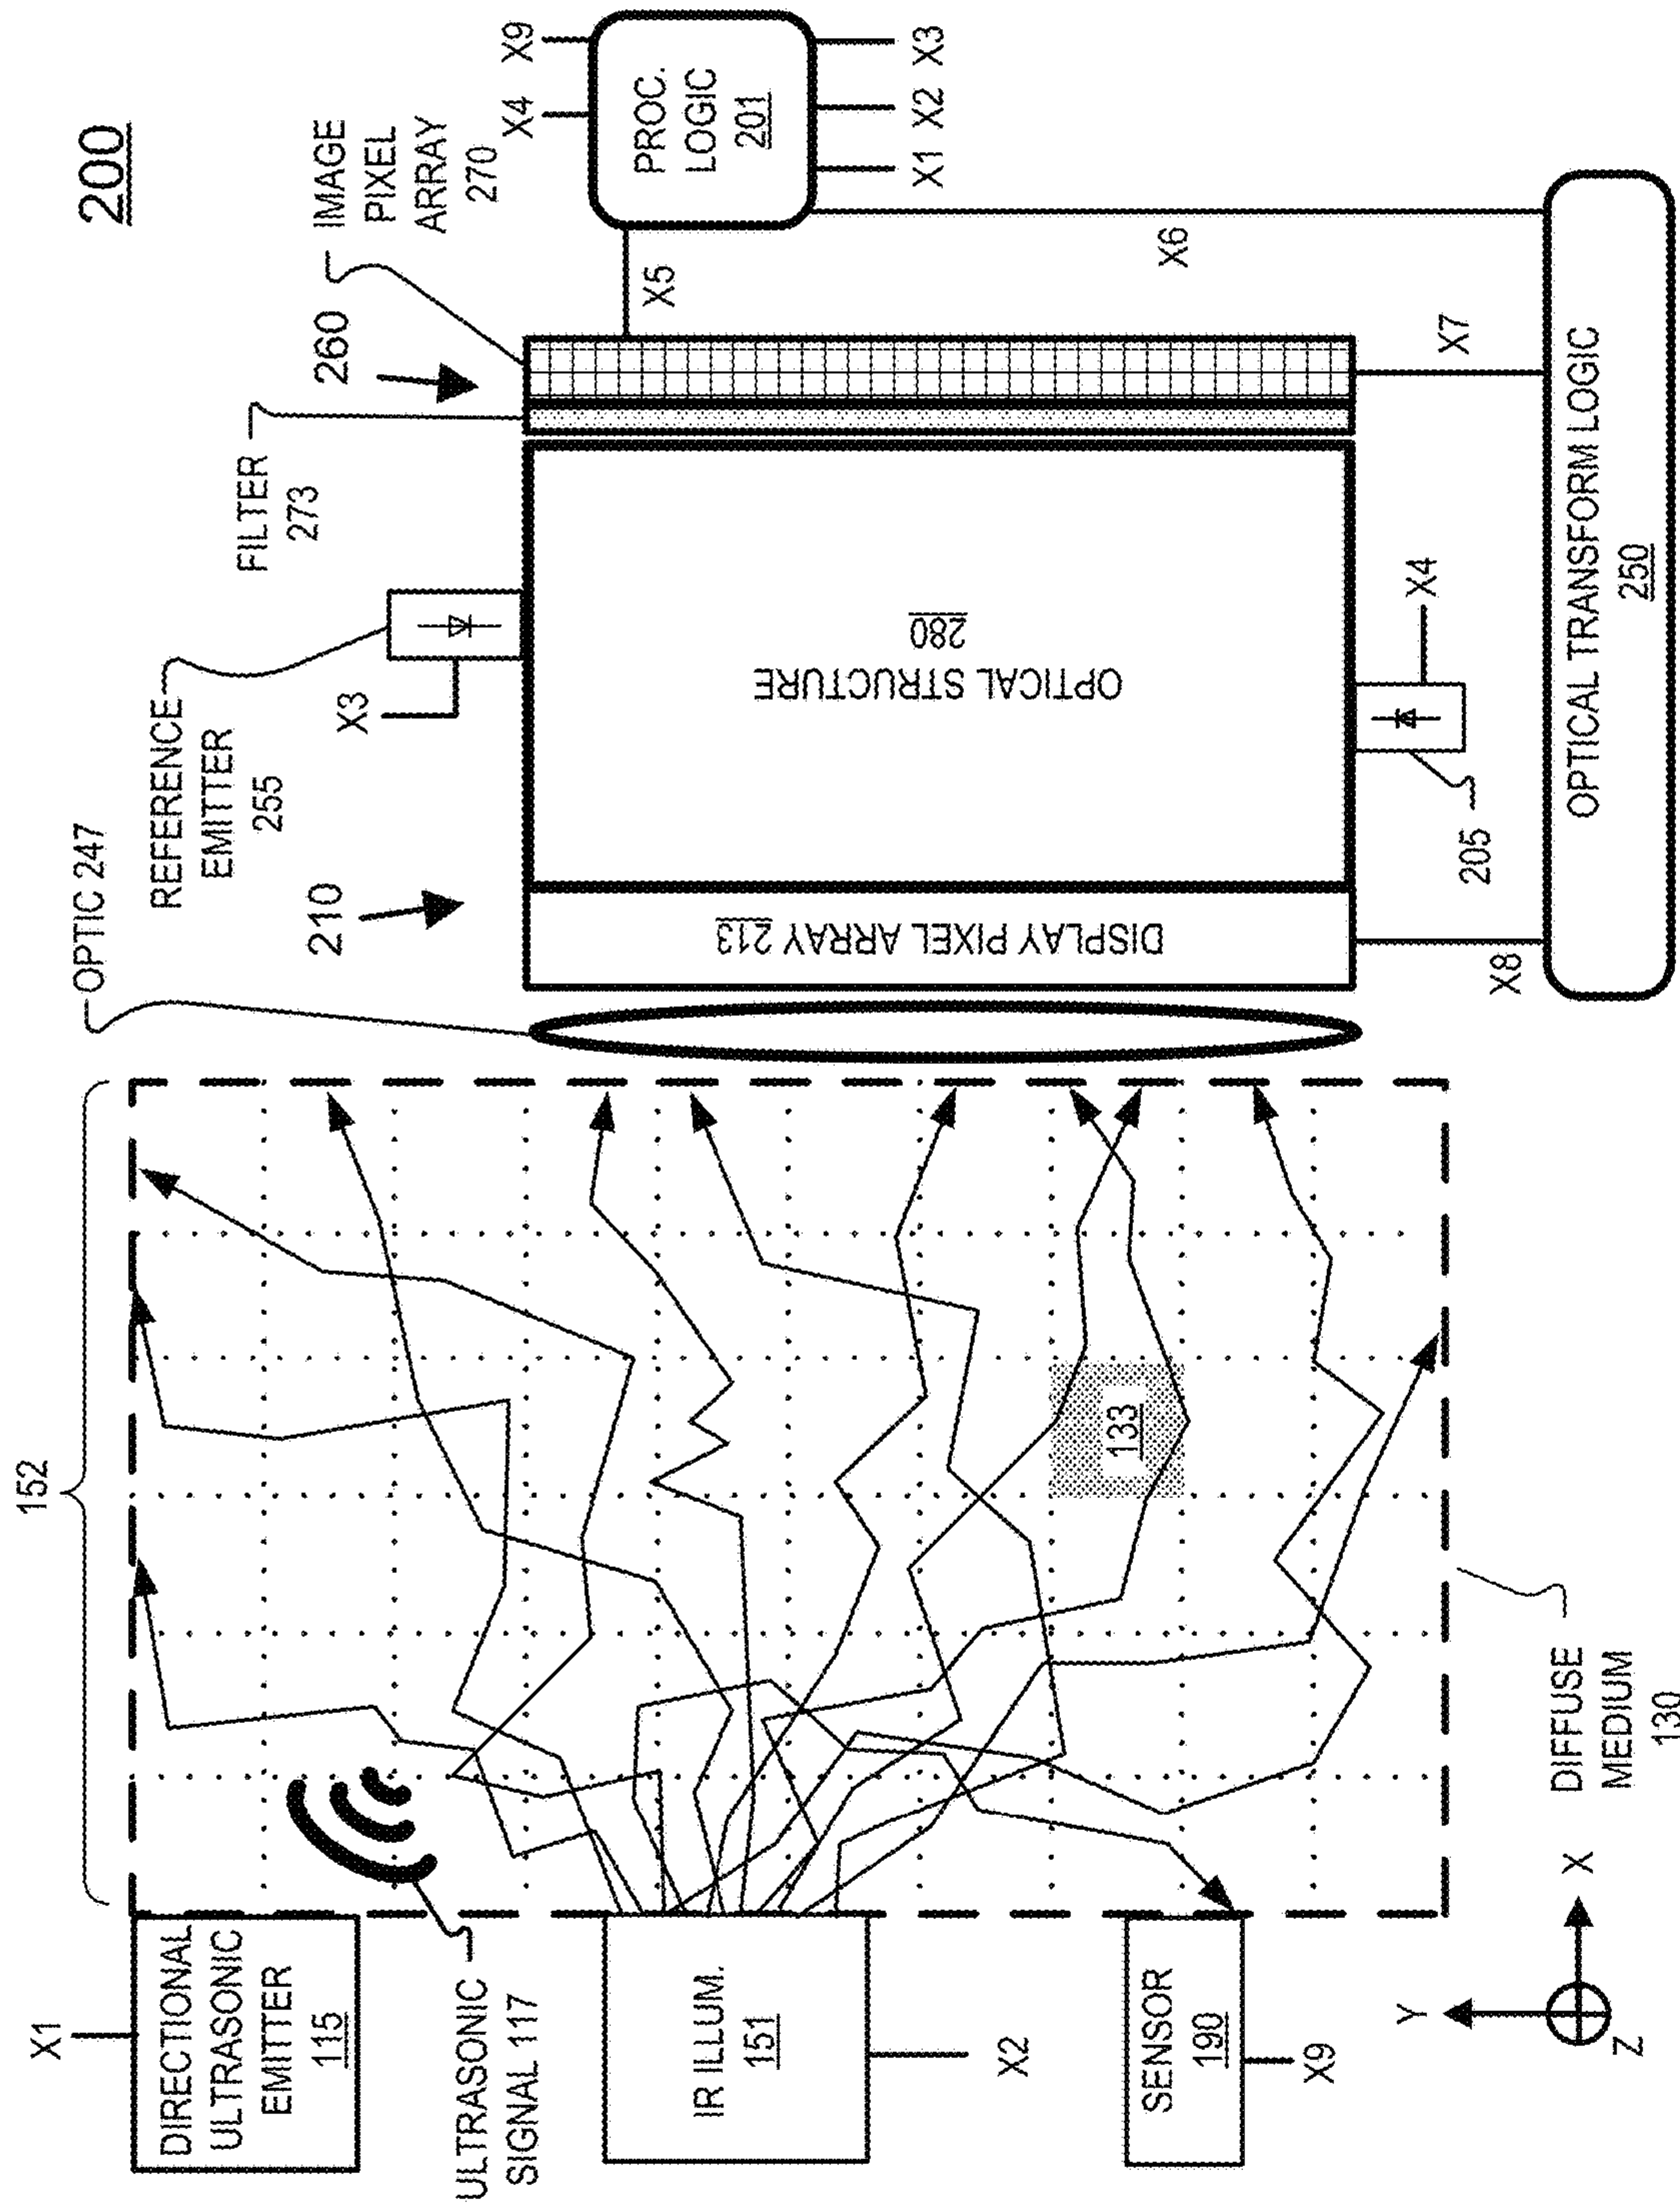 200
152
X1
DIRECTIONAL
ULTRASONIC
EMITTER
115
ULTRASONIC
SIGNAL 117
IR ILLUM.
151
X2
SENSOR
190
X9
Y
X
Z
DIFFUSE
MEDIUM
130
133
OPTIC 247
210
REFERENCE
EMITTER
255
X3
DISPLAY PIXEL ARRAY 213
OPTICAL STRUCTURE
280
FILTER
273
260
IMAGE
PIXEL
ARRAY
270
X4
X9
PROC.
LOGIC
201
X1
X2
X3
X5
X6
X7
X8
205
X4
OPTICAL TRANSFORM LOGIC
250